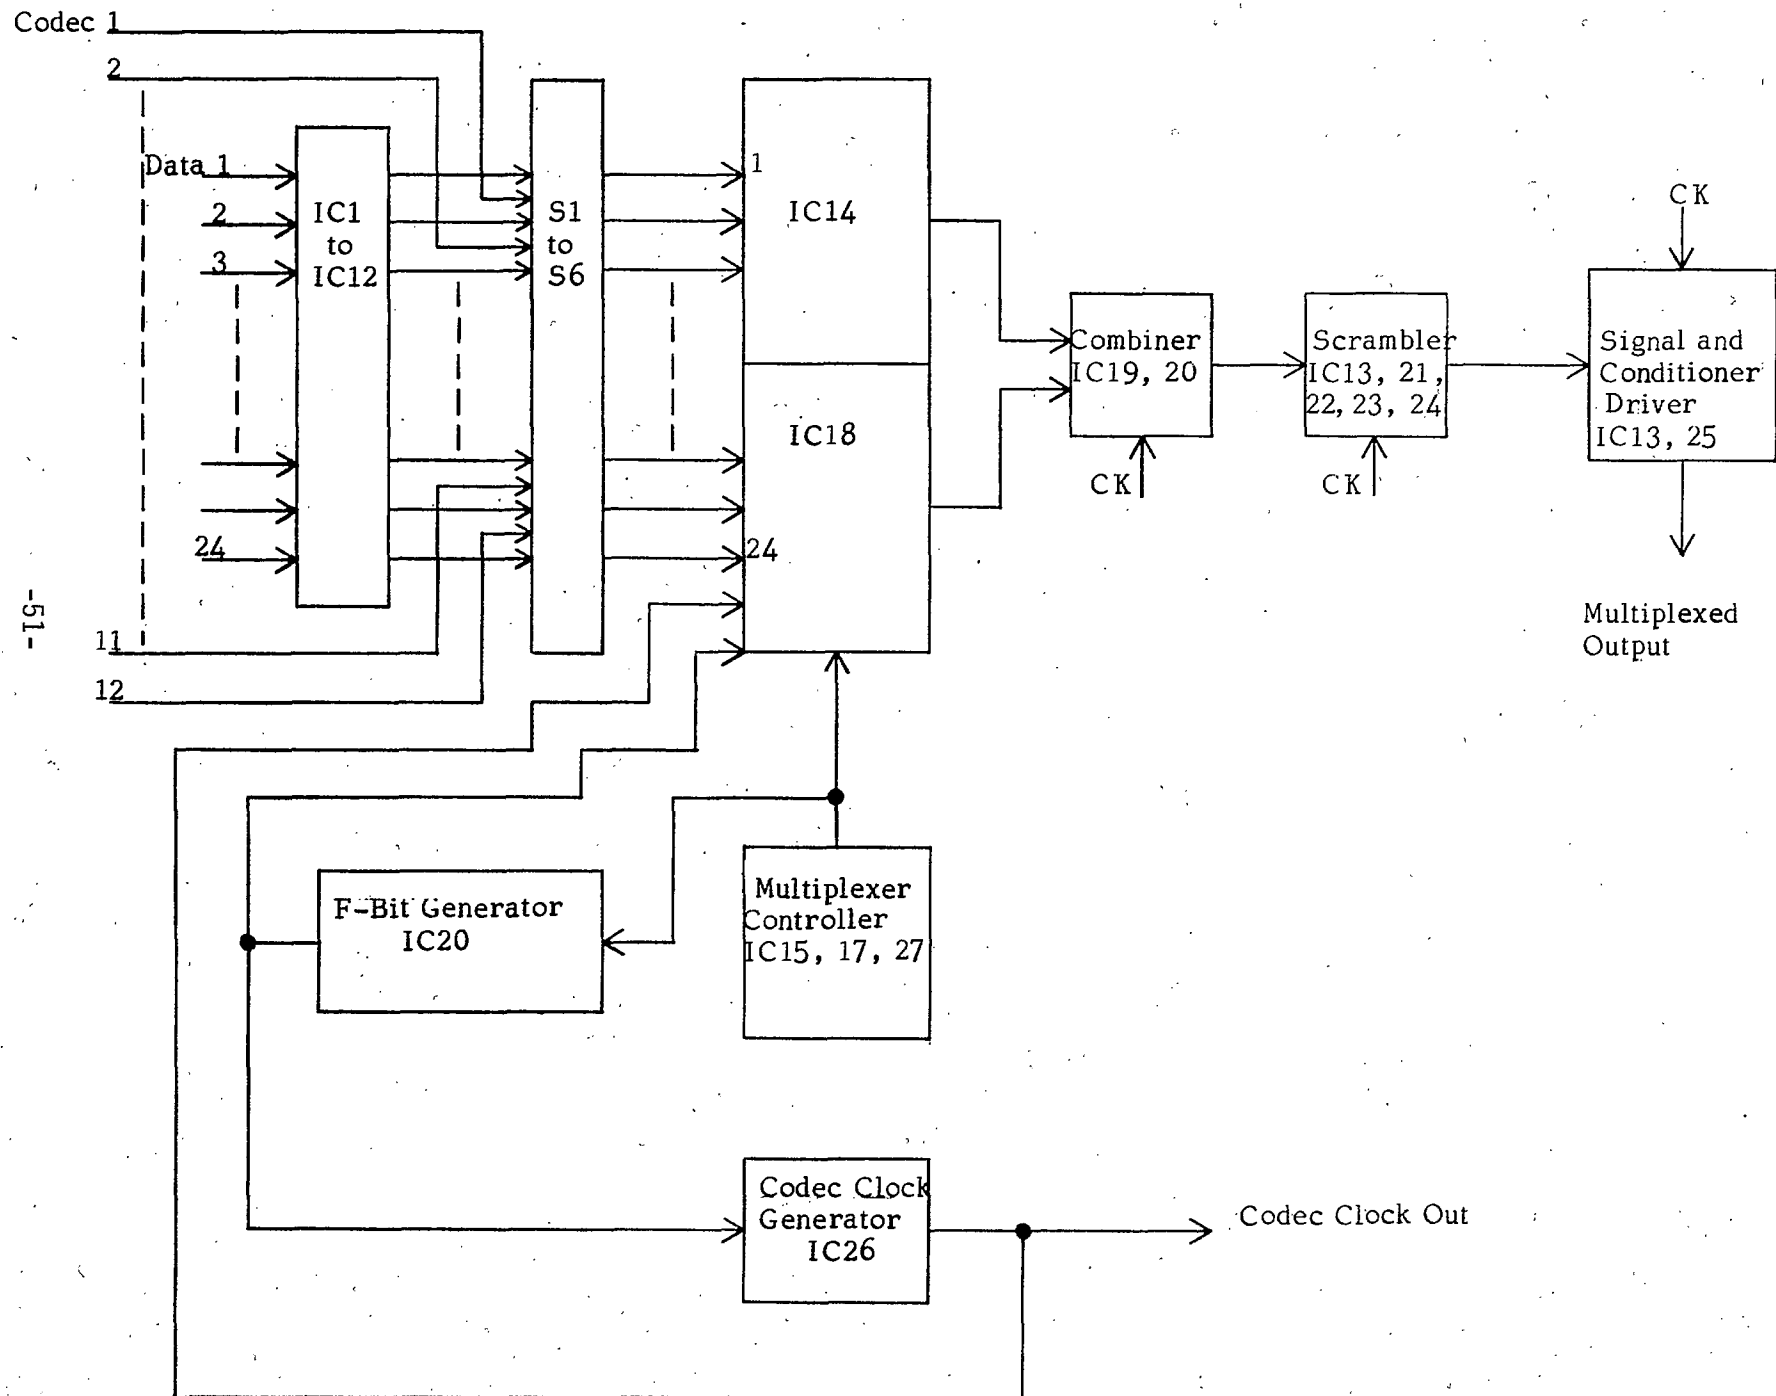 Codec 1
2
Data 1
2
3
24
11
12
IC1
to
IC12
S1
to
S6
1
IC14
IC18
24
Combiner
IC19, 20
CK
Scrambler
IC13, 21,
22, 23, 24
CK
CK
Signal and
Conditioner
Driver
IC13, 25
Multiplexed
Output
-51-
F-Bit Generator
IC20
Multiplexer
Controller
IC15, 17, 27
Codec Clock
Generator
IC26
Codec Clock Out